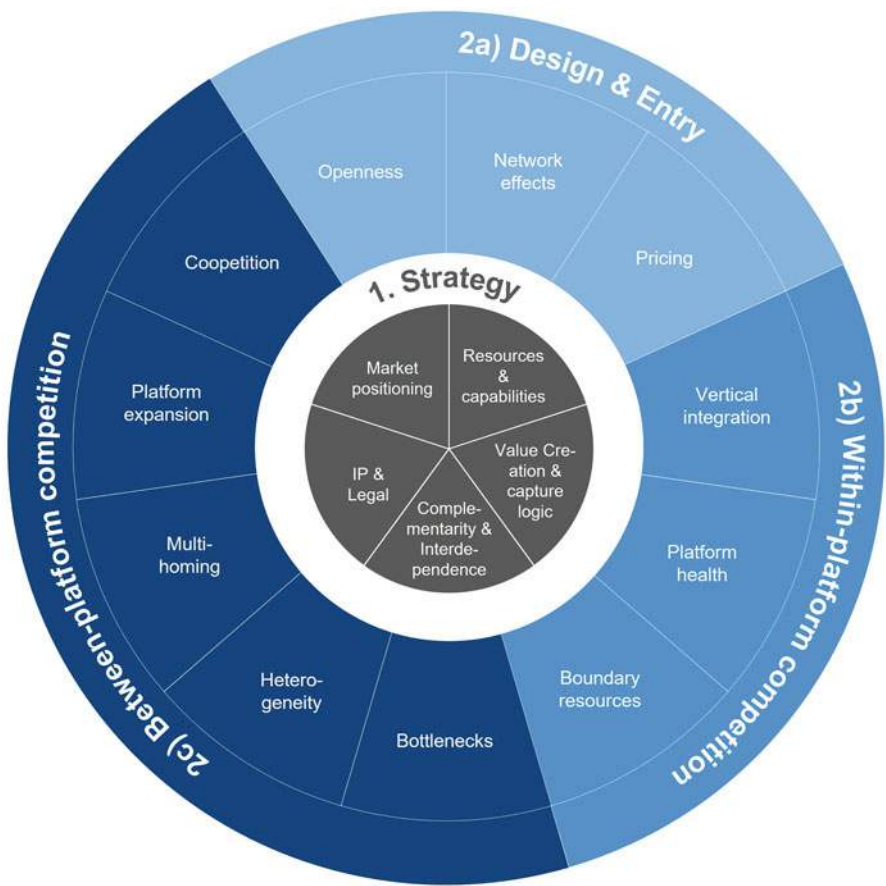 2a) Design & Entry
Openness
Network
effects
Pricing
2b) Within-platform competition
Vertical
integration
Platform
health
Boundary
resources
2c) Between-platform competition
Coopetition
Platform
expansion
Multi-
homing
Hetero-
geneity
Bottlenecks
1. Strategy
Market
positioning
Resources
&
capabilities
Value Cre-
ation &
capture
logic
Comple-
mentarity &
Interde-
pendence
IP &
Legal